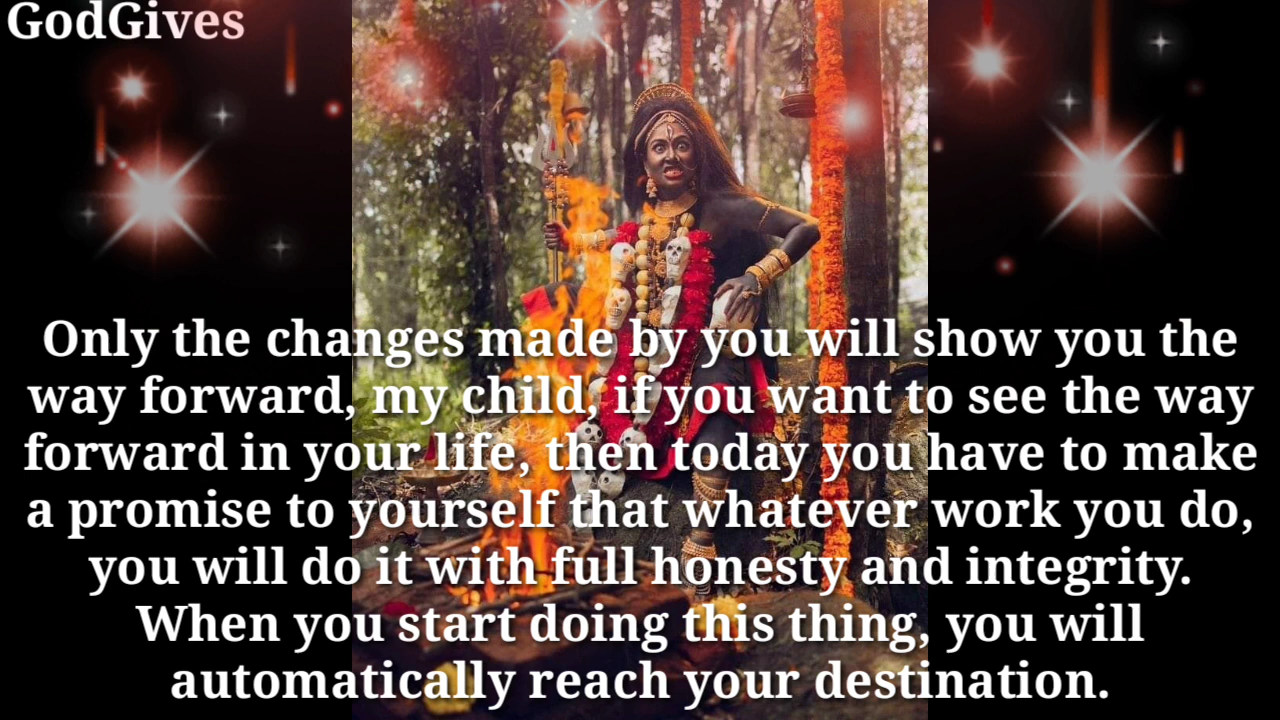 GodGives
Only the changes made by you will show you the
way forward, my child, if you want to see the way
forward in your life, then today you have to make
a promise to yourself that whatever work you do,
you will do it with full honesty and integrity.
When you start doing this thing, you will
automatically reach your destination.